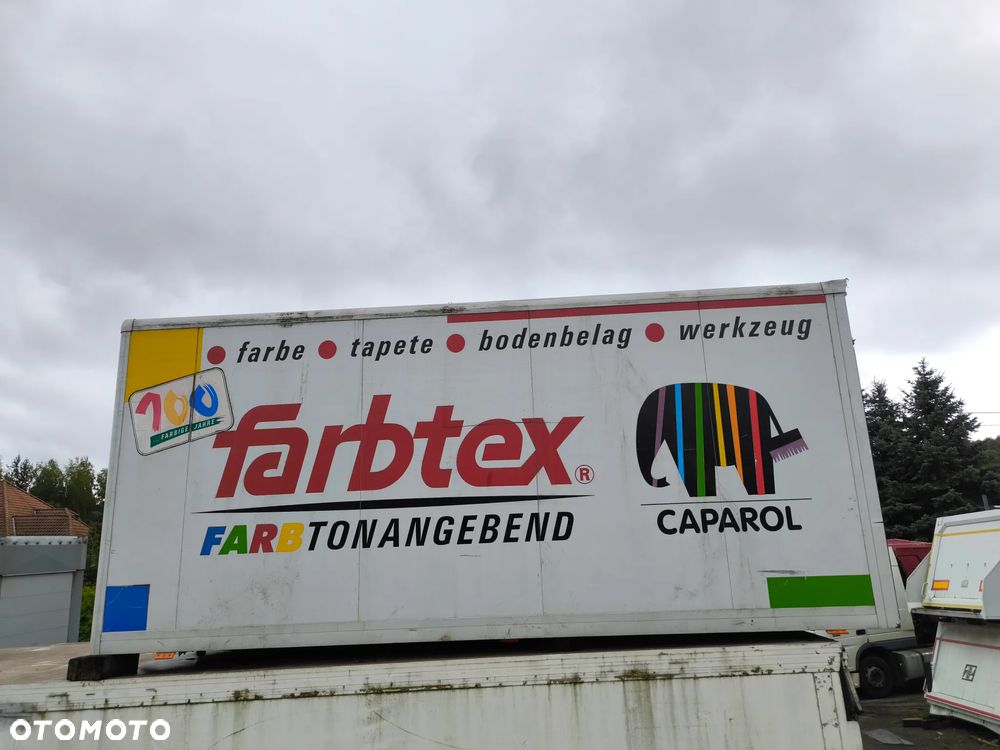 ● farbe ● tapete ● bodenbelag ● werkzeug
100
FARBIGE JAHRE
farbtex®
FARBTONANGEBEND
CAPAROL
OTOMOTO